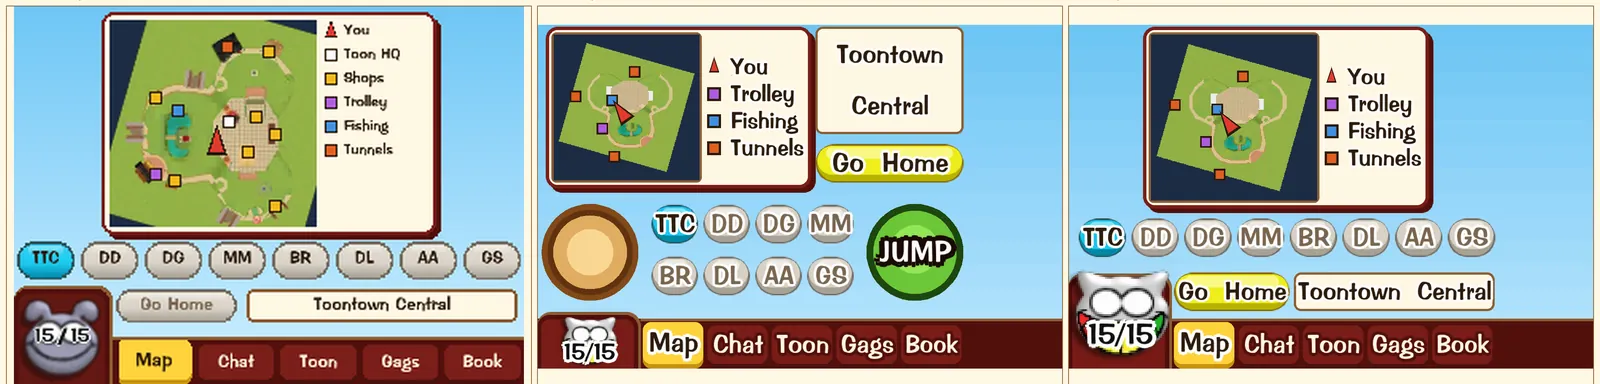 You
Toon HQ
Shops
Trolley
Fishing
Tunnels
TTC DD DG MM BR DL AA GS
Go Home
Toontown Central
15/15
Map Chat Toon Gags Book
You
Trolley
Fishing
Tunnels
Toontown
Central
Go Home
TTC DD DG MM
BR DL AA GS
JUMP
15/15
Map Chat Toon Gags Book
You
Trolley
Fishing
Tunnels
TTC DD DG MM BR DL AA GS
Go Home
Toontown Central
15/15
Map Chat Toon Gags Book